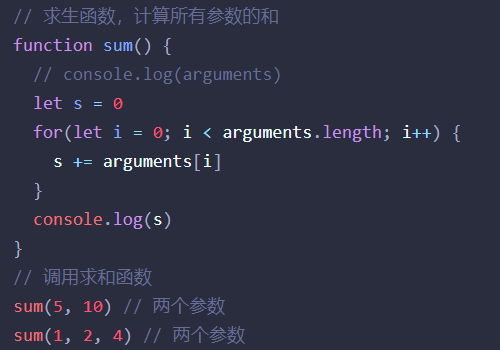 // 求生函数，计算所有参数的和
function sum() {
// console.log(arguments)
let s = 0
for(let i = 0; i < arguments.length; i++) {
s += arguments[i]
}
console.log(s)
}
// 调用求和函数
sum(5, 10) // 两个参数
sum(1, 2, 4) // 两个参数